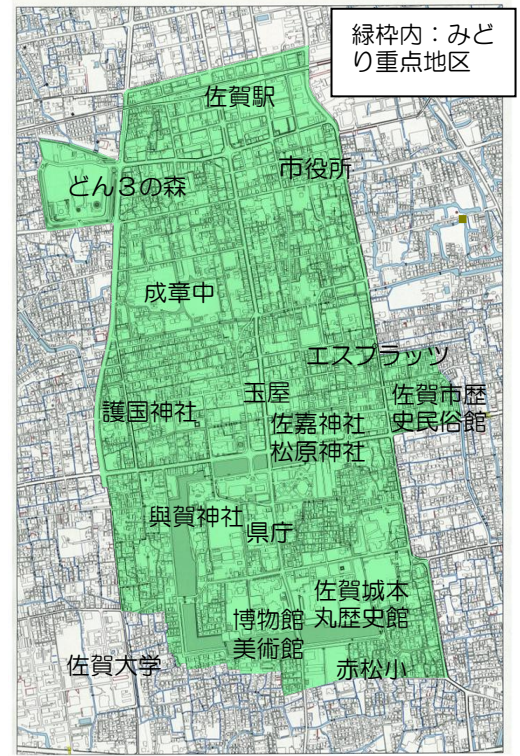 緑枠内：みど
り重点地区
佐賀駅
市役所
どん３の森
成章中
エスプラッツ
玉屋
佐賀市歴
史民俗館
護国神社
佐嘉神社
松原神社
與賀神社
県庁
佐賀城本
丸歴史館
博物館
美術館
佐賀大学
赤松小